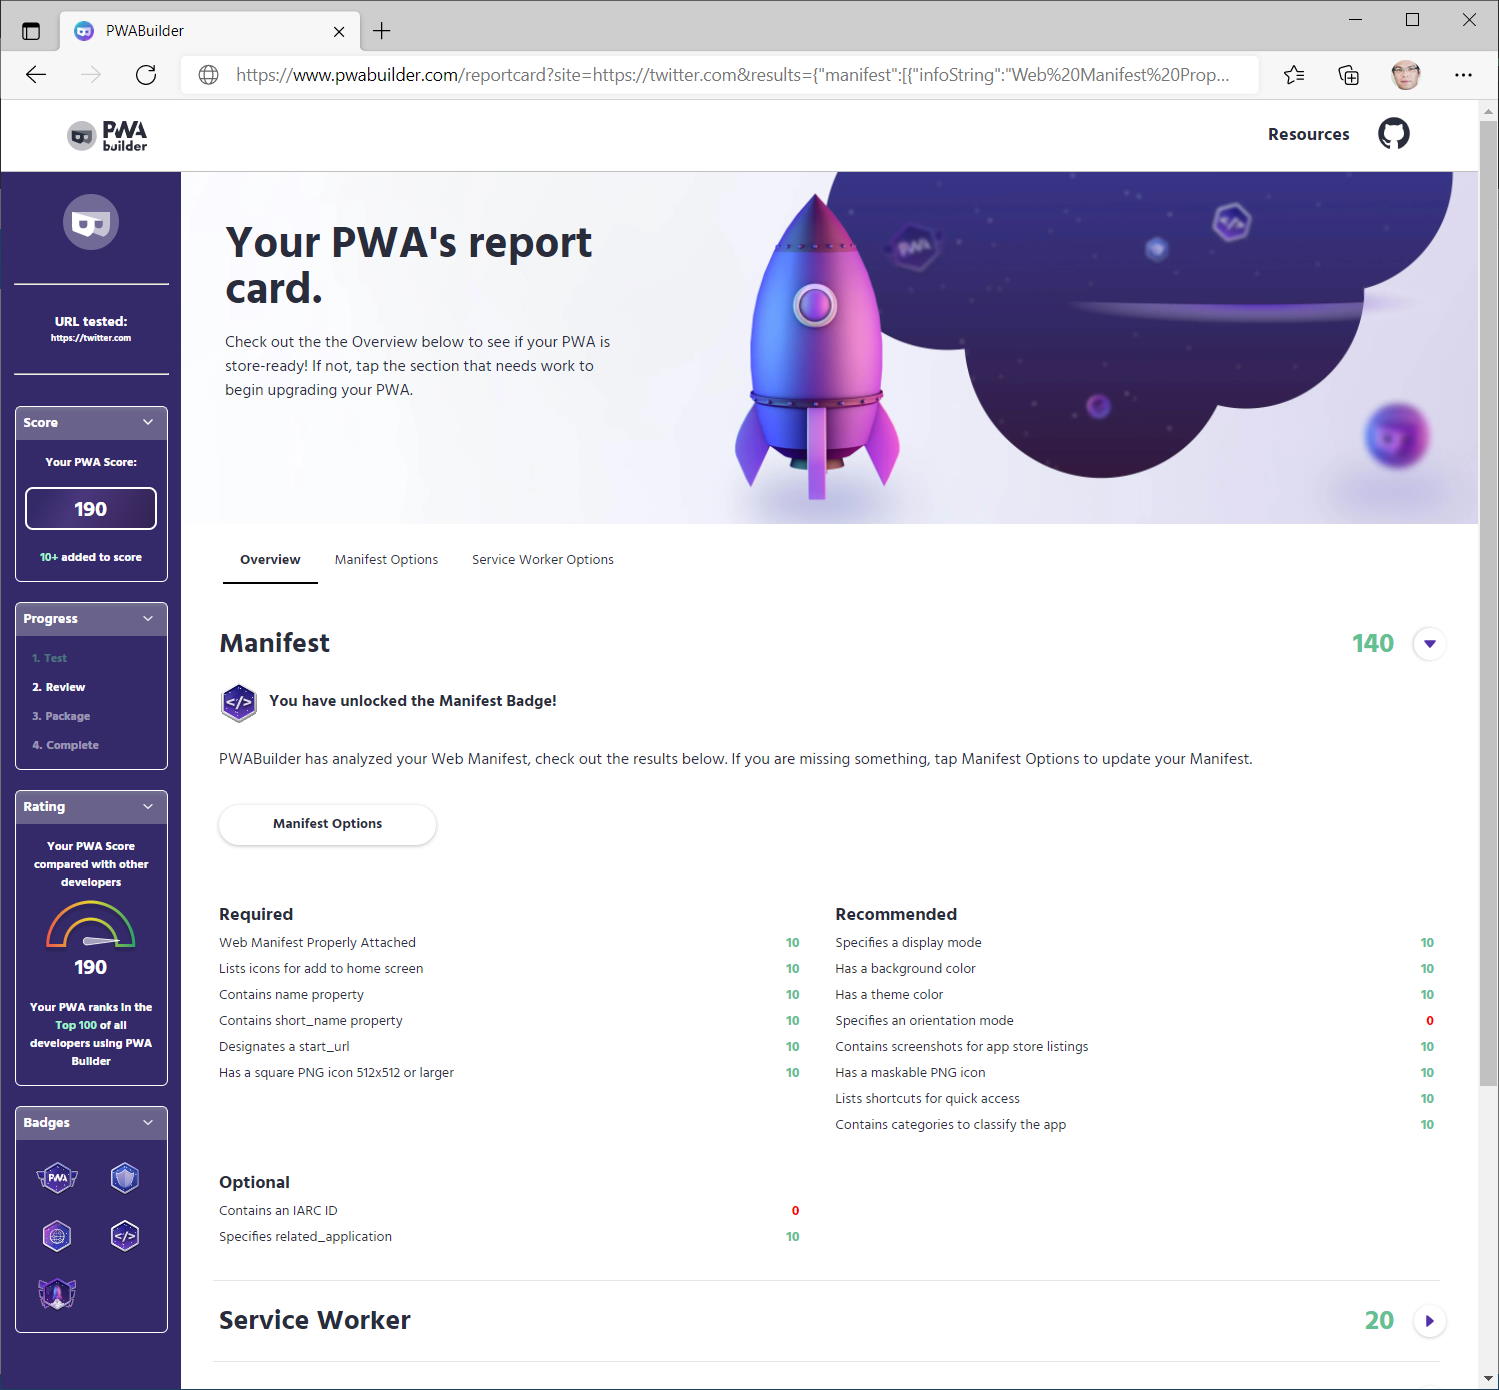 PWABuilder
https://www.pwabuilder.com/reportcard?site=https://twitter.com&results={"manifest":[{"infoString":"Web%20Manifest%20Prop...
PWA
builder
Resources
Your PWA's report
card.
Check out the the Overview below to see if your PWA is
store-ready! If not, tap the section that needs work to
begin upgrading your PWA.
PWA
</>
URL tested:
https://twitter.com
Score
Your PWA Score:
190
10+ added to score
Progress
1. Test
2. Review
3. Package
4. Complete
Rating
Your PWA Score
compared with other
developers
190
Your PWA ranks in the
Top 100 of all
developers using PWA
Builder
Badges
PWA
</>
Overview
Manifest Options
Service Worker Options
Manifest
140
</>
You have unlocked the Manifest Badge!
PWABuilder has analyzed your Web Manifest, check out the results below. If you are missing something, tap Manifest Options to update your Manifest.
Manifest Options
Required
Web Manifest Properly Attached 10
Lists icons for add to home screen 10
Contains name property 10
Contains short_name property 10
Designates a start_url 10
Has a square PNG icon 512x512 or larger 10
Recommended
Specifies a display mode 10
Has a background color 10
Has a theme color 10
Specifies an orientation mode 0
Contains screenshots for app store listings 10
Has a maskable PNG icon 10
Lists shortcuts for quick access 10
Contains categories to classify the app 10
Optional
Contains an IARC ID 0
Specifies related_application 10
Service Worker
20